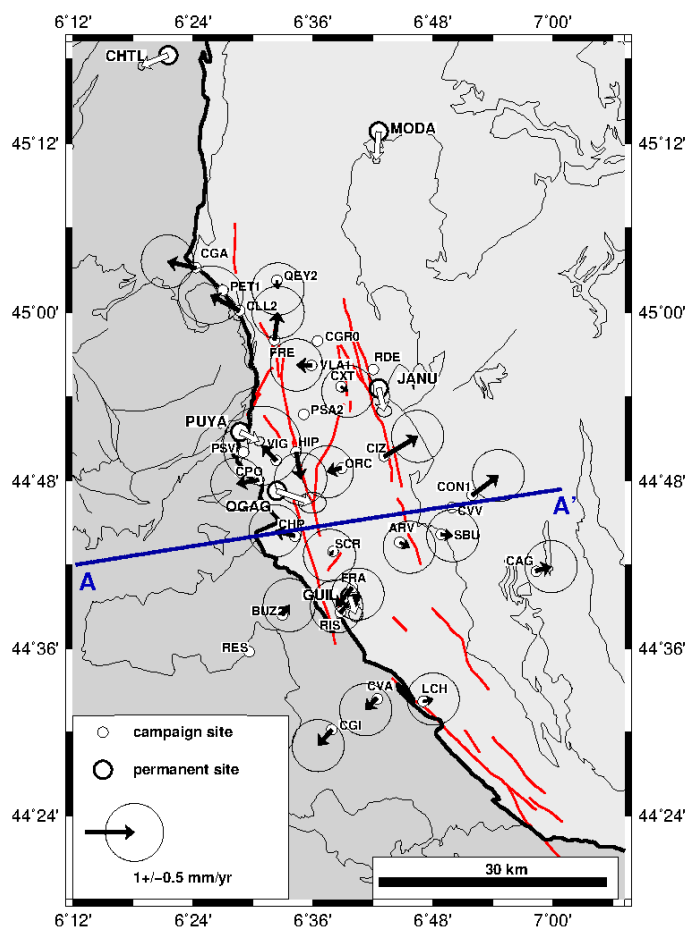 6°12' 6°24' 6°36' 6°48' 7°00'
CHTL
MODA
45°12' 45°12'
CGA
QEY2
PET1
CLL2
45°00' 45°00'
CGR0
FRE
VLA1
RDE
CXT
JANU
PSA2
PUYA
PSV
VIG
HIP
CIZ
ORC
CPO
44°48' 44°48'
CON1
OGAG
A'
CVV
CHP
ARV
SBU
SCR
CAG
A
FRA
GUIL
BUZ2
RIS
44°36' 44°36'
RES
CVA
LCH
CGI
campaign site
permanent site
44°24' 44°24'
30 km
1+/−0.5 mm/yr
6°12' 6°24' 6°36' 6°48' 7°00'